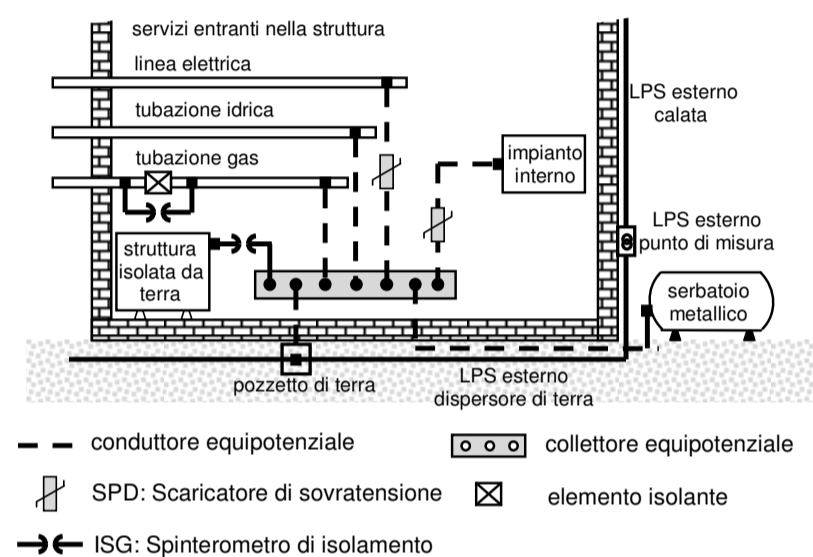 servizi entranti nella struttura
linea elettrica
LPS esterno
calata
tubazione idrica
tubazione gas
impianto
interno
LPS esterno
punto di misura
struttura
isolata da
terra
serbatoio
metallico
pozzetto di terra
LPS esterno
dispersore di terra
conduttore equipotenziale
collettore equipotenziale
SPD: Scaricatore di sovratensione
elemento isolante
ISG: Spinterometro di isolamento